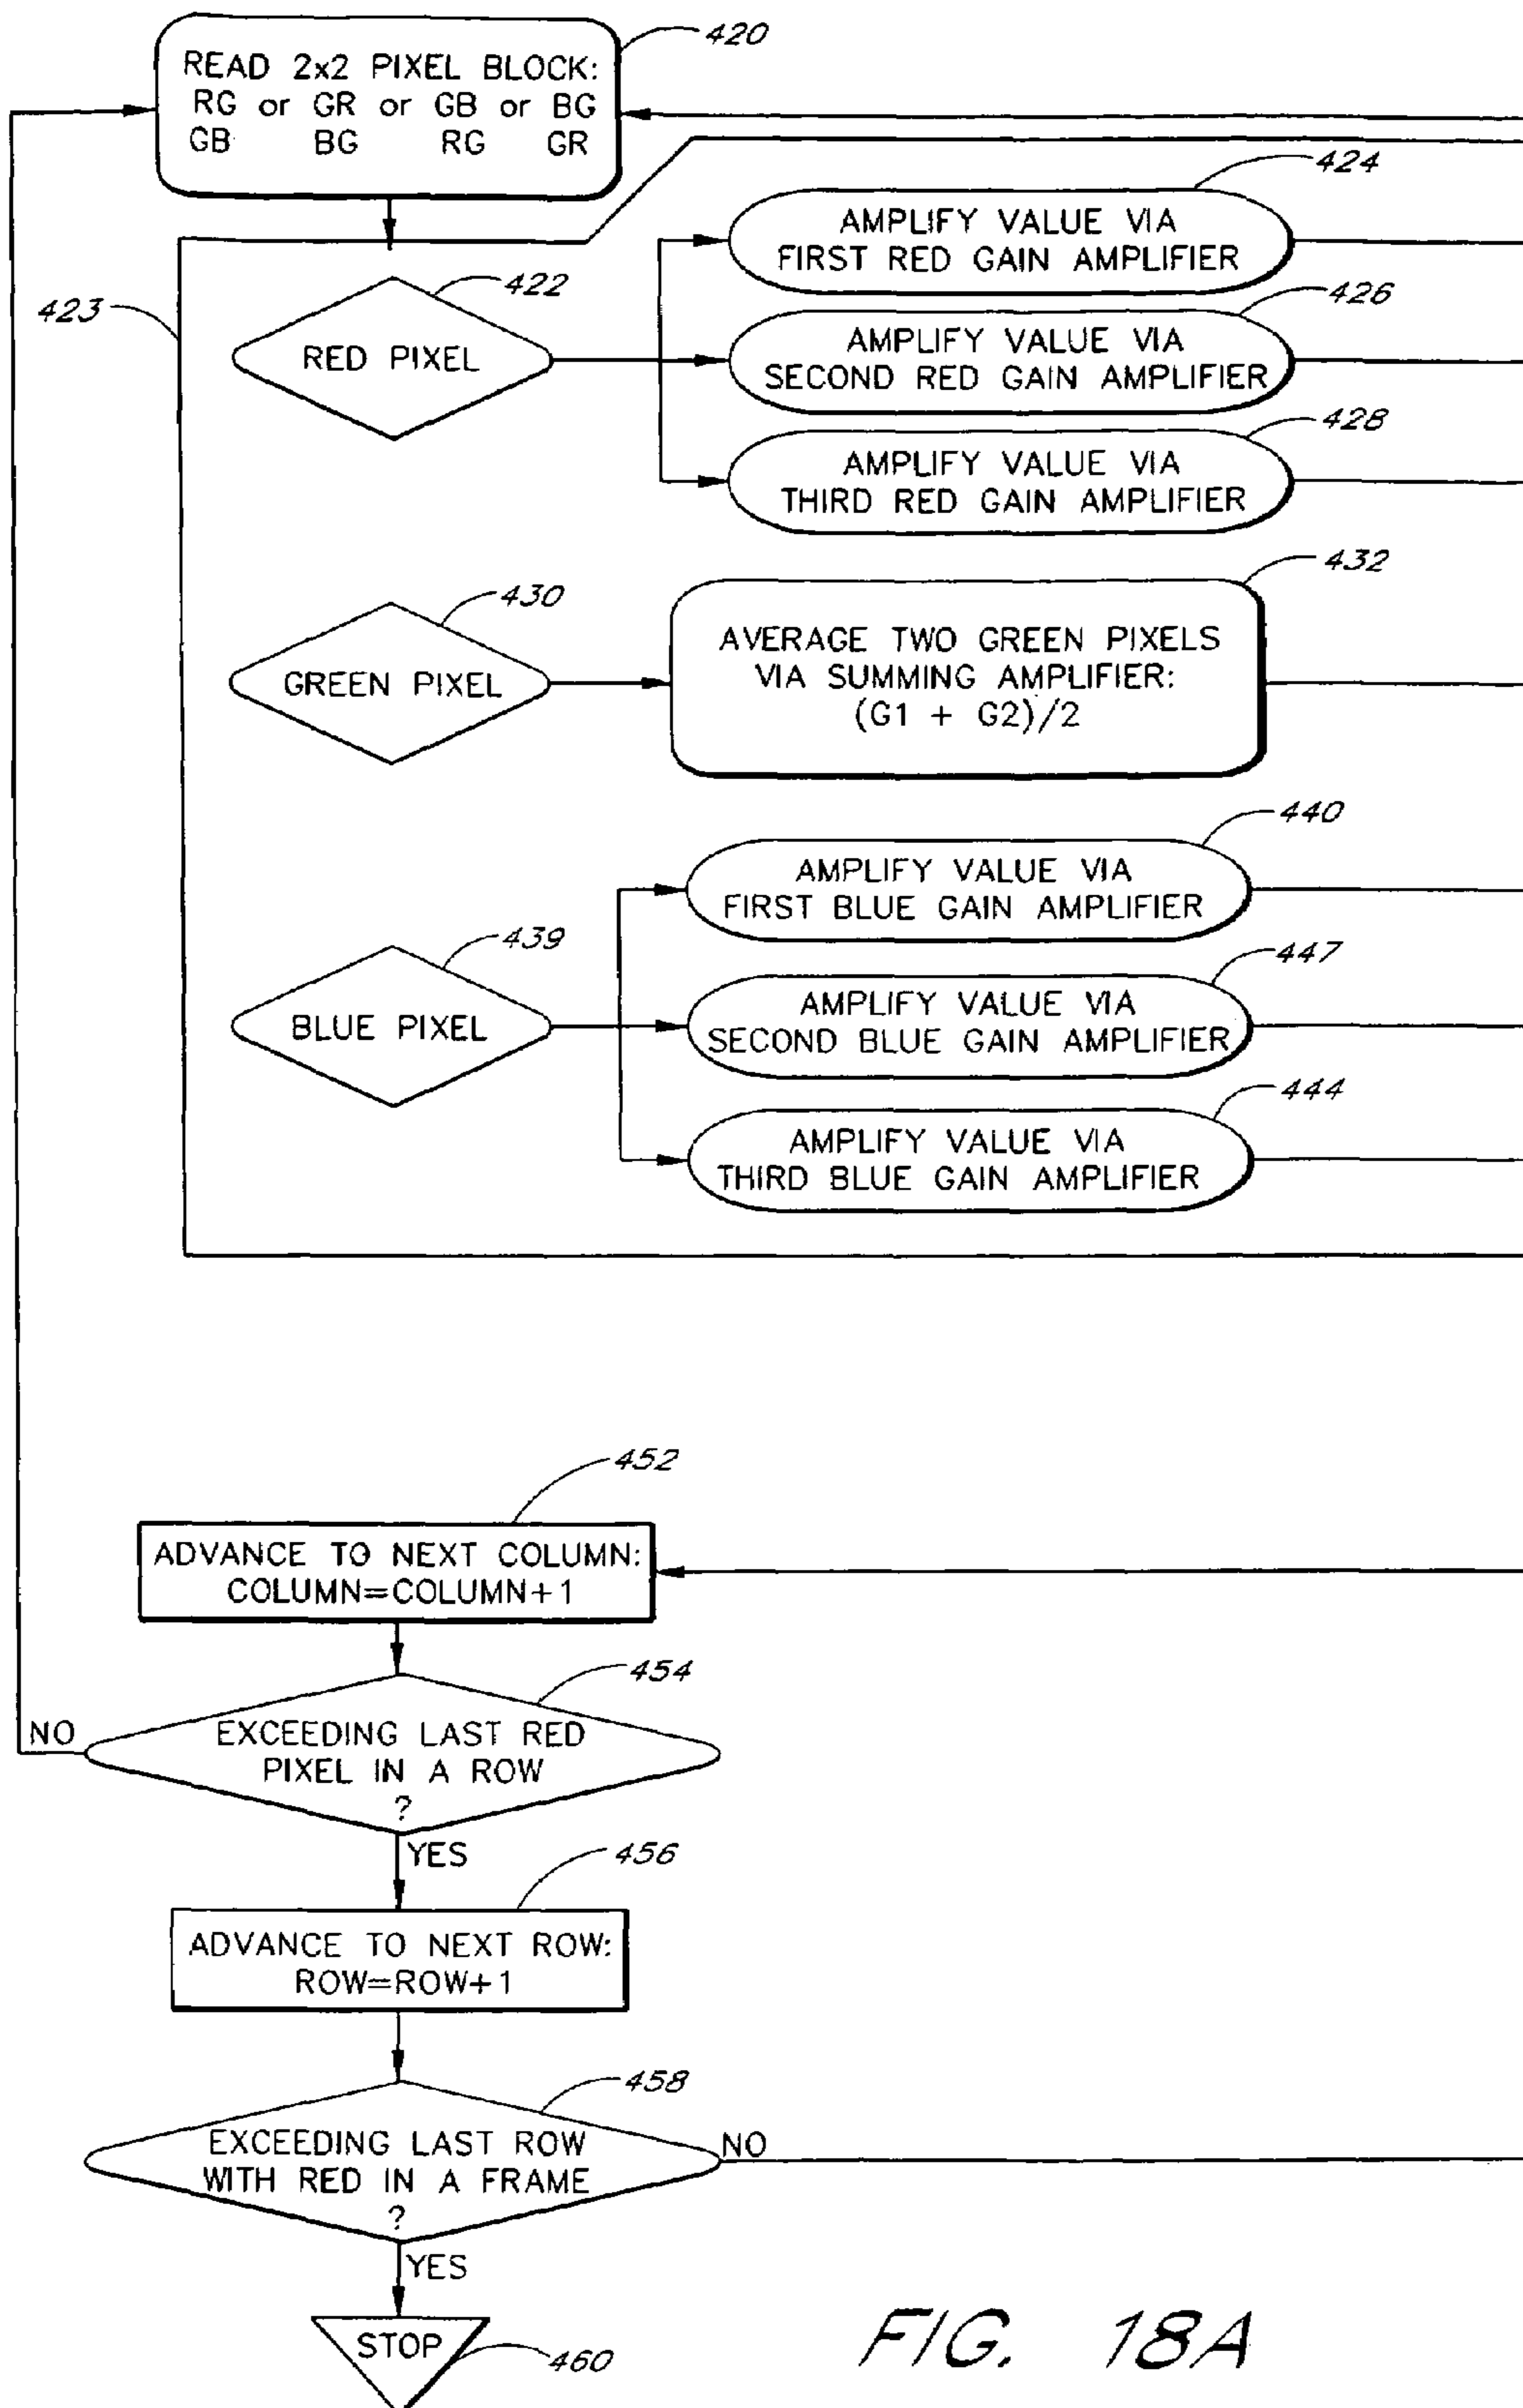 420
READ 2x2 PIXEL BLOCK:
RG or GR or GB or BG
GB BG RG GR
424
AMPLIFY VALUE VIA
FIRST RED GAIN AMPLIFIER
423
422
RED PIXEL
426
AMPLIFY VALUE VIA
SECOND RED GAIN AMPLIFIER
428
AMPLIFY VALUE VIA
THIRD RED GAIN AMPLIFIER
430
GREEN PIXEL
432
AVERAGE TWO GREEN PIXELS
VIA SUMMING AMPLIFIER:
(G1 + G2)/2
440
AMPLIFY VALUE VIA
FIRST BLUE GAIN AMPLIFIER
439
BLUE PIXEL
447
AMPLIFY VALUE VIA
SECOND BLUE GAIN AMPLIFIER
444
AMPLIFY VALUE VIA
THIRD BLUE GAIN AMPLIFIER
452
ADVANCE TO NEXT COLUMN:
COLUMN=COLUMN+1
454
NO
EXCEEDING LAST RED
PIXEL IN A ROW
?
YES
456
ADVANCE TO NEXT ROW:
ROW=ROW+1
458
EXCEEDING LAST ROW
WITH RED IN A FRAME
?
NO
YES
STOP
460
FIG. 18A